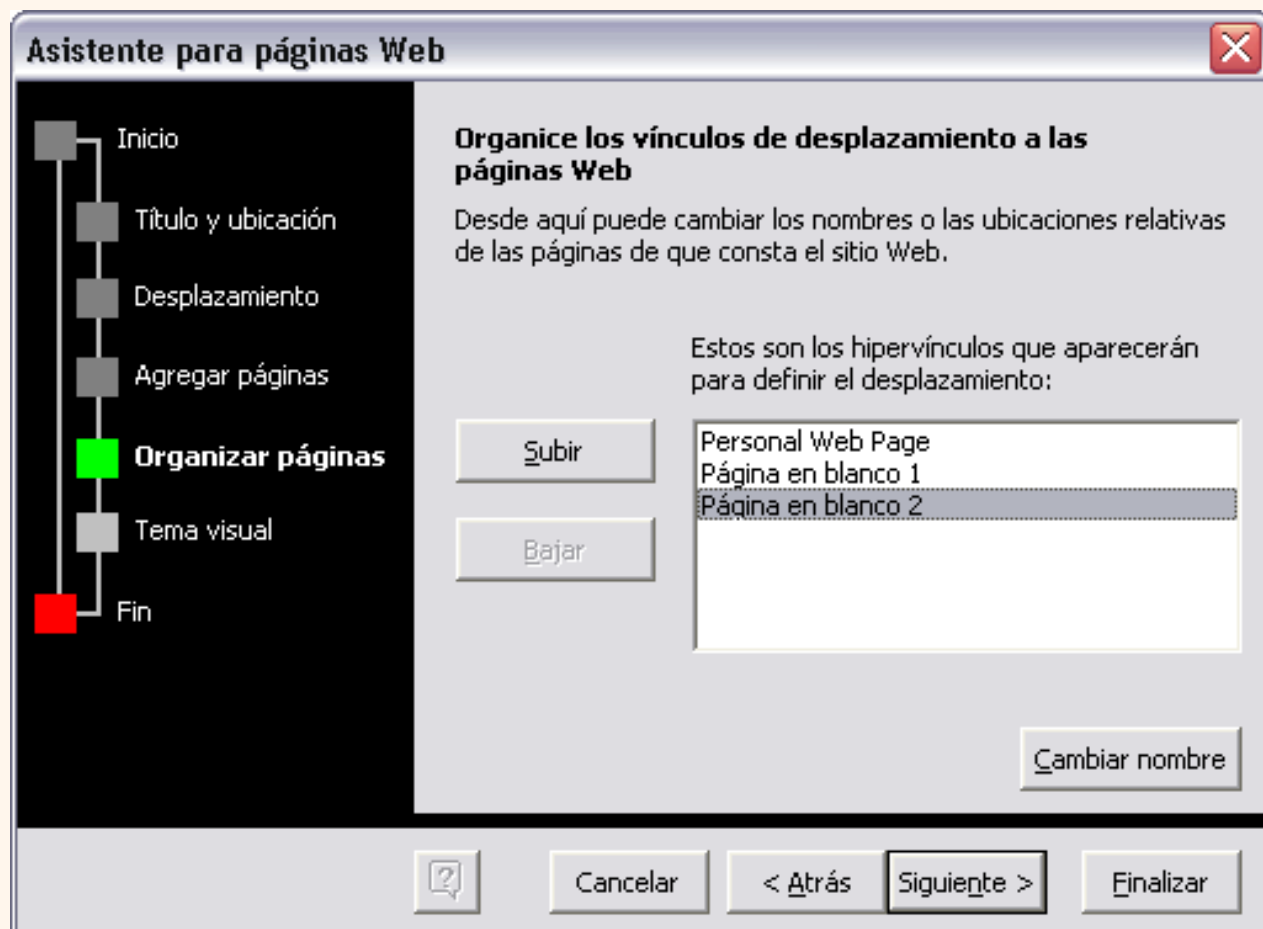 Asistente para páginas Web
Inicio
Título y ubicación
Desplazamiento
Agregar páginas
Organizar páginas
Tema visual
Fin
Organice los vínculos de desplazamiento a las
páginas Web
Desde aquí puede cambiar los nombres o las ubicaciones relativas
de las páginas de que consta el sitio Web.
Estos son los hipervínculos que aparecerán
para definir el desplazamiento:
Subir
Bajar
Personal Web Page
Página en blanco 1
Página en blanco 2
Cambiar nombre
?
Cancelar
< Atrás
Siguiente >
Finalizar